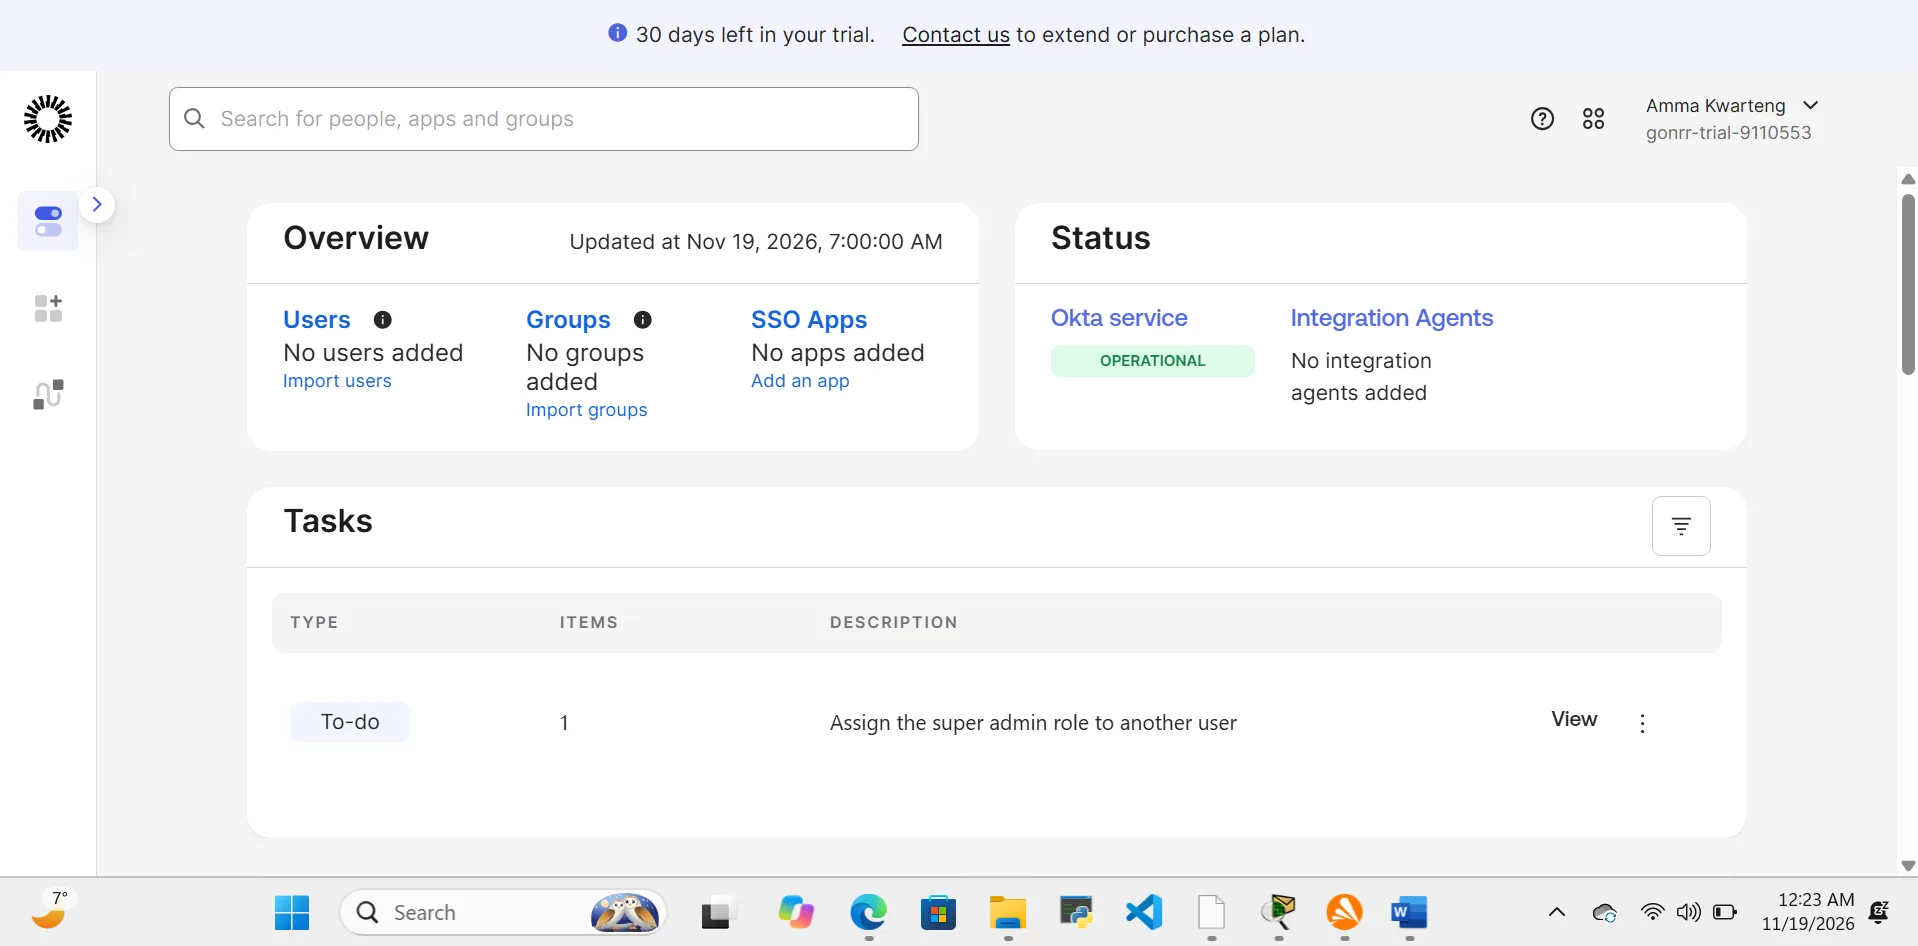 30 days left in your trial. Contact us to extend or purchase a plan.
Search for people, apps and groups
Amma Kwarteng
gonrr-trial-9110553
Overview
Updated at Nov 19, 2026, 7:00:00 AM
Users
No users added
Import users
Groups
No groups
added
Import groups
SSO Apps
No apps added
Add an app
Status
Okta service
OPERATIONAL
Integration Agents
No integration
agents added
Tasks
TYPE ITEMS DESCRIPTION
To-do 1 Assign the super admin role to another user View
7°
Search
12:23 AM
11/19/2026